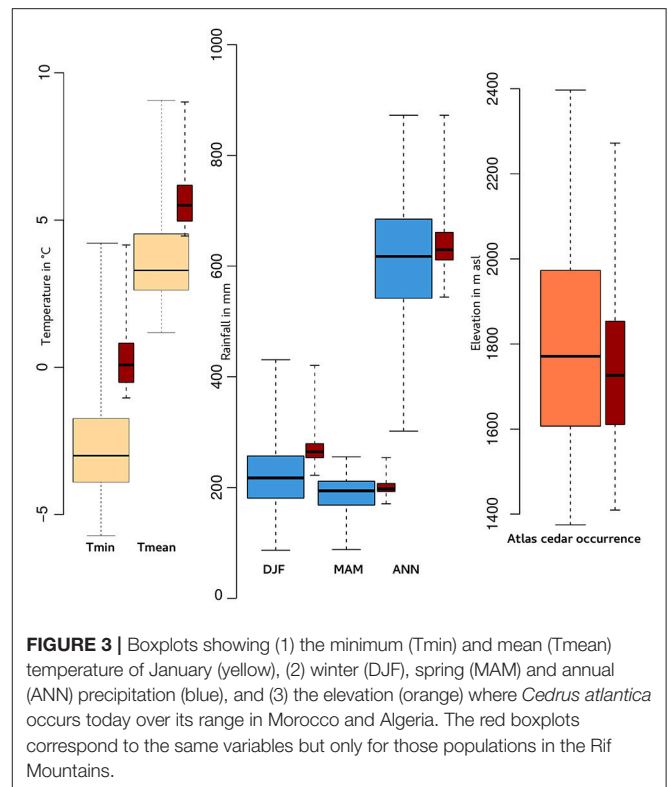 10
5
0
−5
Temperature in °C
Tmin
Tmean
1000
800
600
400
200
0
Rainfall in mm
DJF
MAM
ANN
2400
2200
2000
1800
1600
1400
Elevation in m asl
Atlas cedar occurrence
FIGURE 3 | Boxplots showing (1) the minimum (Tmin) and mean (Tmean)
temperature of January (yellow), (2) winter (DJF), spring (MAM) and annual
(ANN) precipitation (blue), and (3) the elevation (orange) where Cedrus atlantica
occurs today over its range in Morocco and Algeria. The red boxplots
correspond to the same variables but only for those populations in the Rif
Mountains.